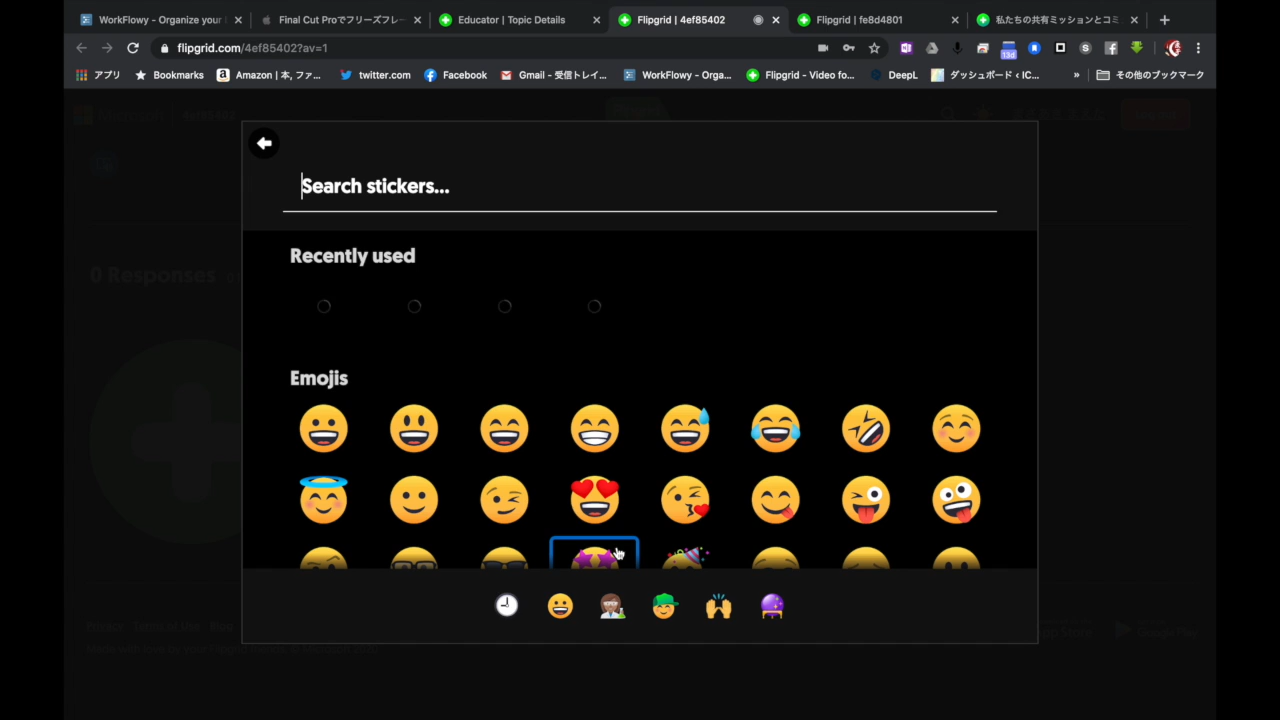 WorkFlowy - Organize your
Final Cut Proでフリーズフレー
Educator | Topic Details
Flipgrid | 4ef85402
Flipgrid | fe8d4801
私たちの共有ミッションとコミ
flipgrid.com/4ef85402?av=1
13d
アプリ
Bookmarks
Amazon | 本, ファ...
twitter.com
Facebook
Gmail - 受信トレイ...
WorkFlowy - Orga...
Flipgrid - Video fo...
DeepL
ダッシュボード ‹ IC...
»
その他のブックマーク
Search stickers...
Recently used
0 Responses
Emojis